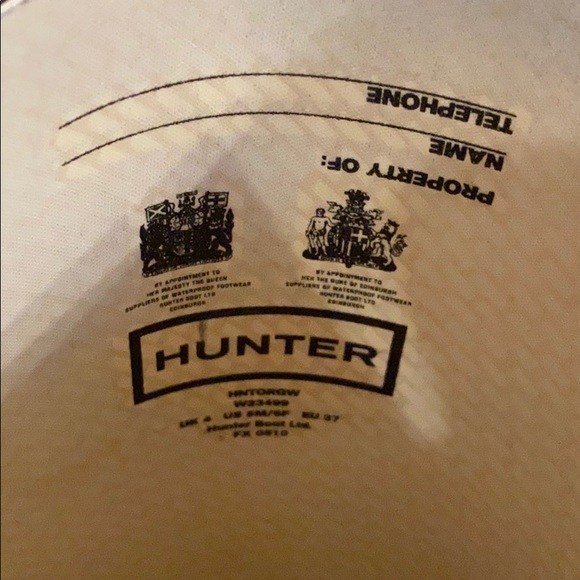 PROPERTY OF:
NAME
TELEPHONE
BY APPOINTMENT TO
HER MAJESTY THE QUEEN
SUPPLIERS OF WATERPROOF FOOTWEAR
HUNTER BOOT LTD
EDINBURGH
BY APPOINTMENT TO
HRH THE DUKE OF EDINBURGH
SUPPLIERS OF WATERPROOF FOOTWEAR
HUNTER BOOT LTD
EDINBURGH
HUNTER
HNTORGW
W23499
UK 4 US 5M/6F EU 37
Hunter Boot Ltd.